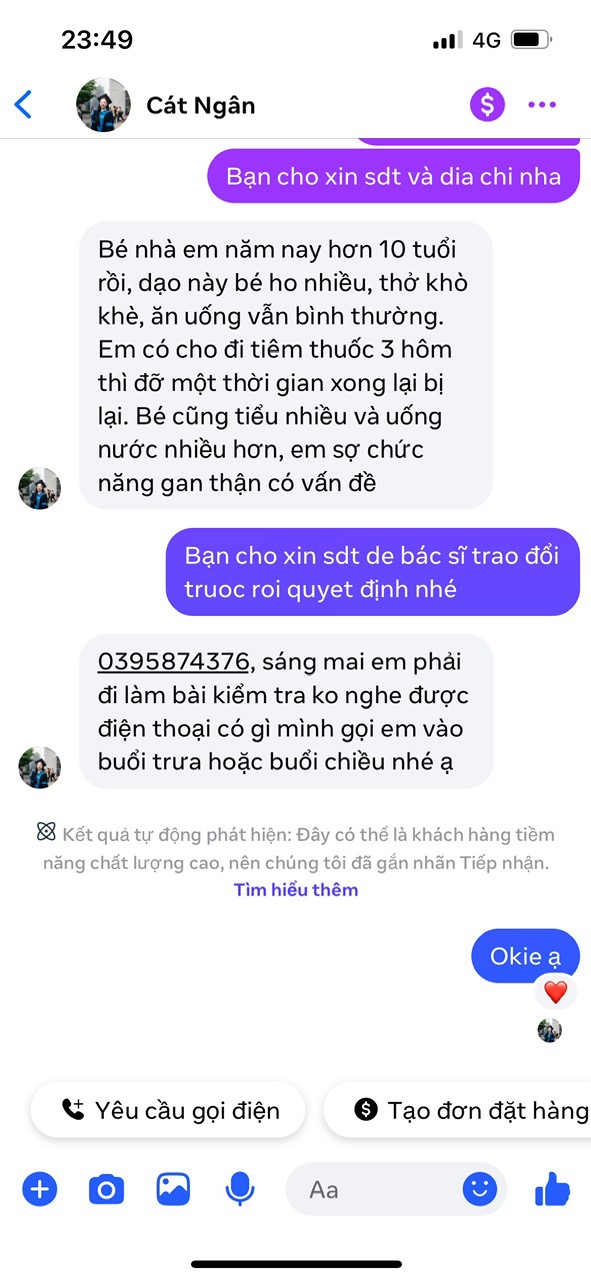 23:49
4G
Cát Ngân
Bạn cho xin sdt và dia chi nha
Bé nhà em năm nay hơn 10 tuổi
rồi, dạo này bé ho nhiều, thở khò
khè, ăn uống vẫn bình thường.
Em có cho đi tiêm thuốc 3 hôm
thì đỡ một thời gian xong lại bị
lại. Bé cũng tiểu nhiều và uống
nước nhiều hơn, em sợ chức
năng gan thận có vấn đề
Bạn cho xin sdt de bác sĩ trao đổi
truoc roi quyet định nhé
0395874376, sáng mai em phải
đi làm bài kiểm tra ko nghe được
điện thoại có gì mình gọi em vào
buổi trưa hoặc buổi chiều nhé ạ
Kết quả tự động phát hiện: Đây có thể là khách hàng tiềm
năng chất lượng cao, nên chúng tôi đã gắn nhãn Tiếp nhận.
Tìm hiểu thêm
Okie ạ
Yêu cầu gọi điện
Tạo đơn đặt hàng
Aa